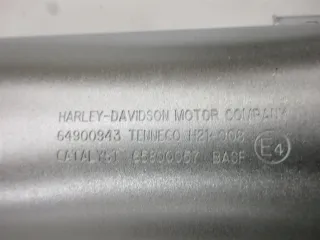 HARLEY-DAVIDSON MOTOR COMPANY
64900943 TENNECO
CATALYST BASF E4